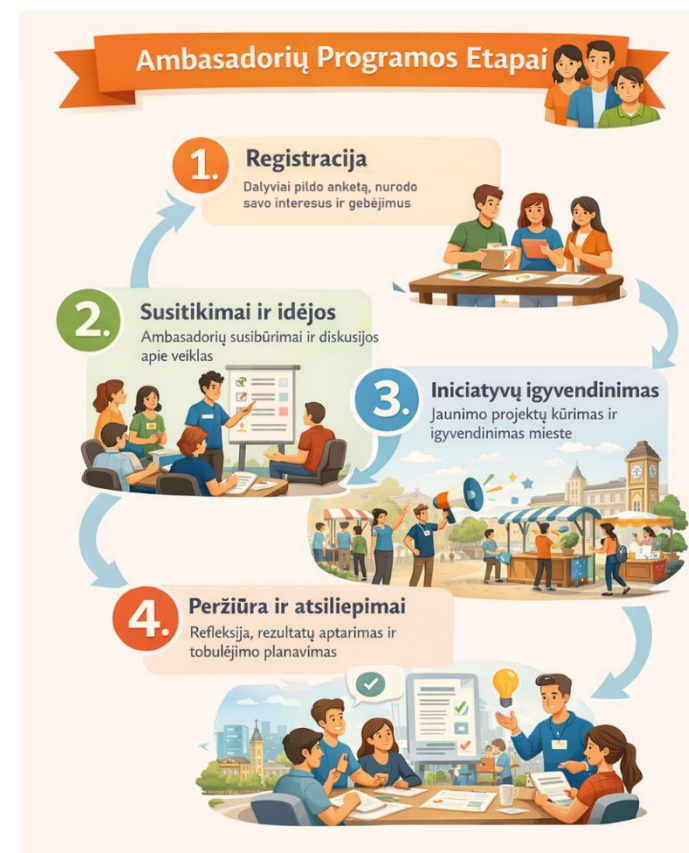 Ambasadorių Programos Etapai
1.
Registracija
Dalyviai pildo anketą, nurodo
savo interesus ir gebėjimus
2.
Susitikimai ir idėjos
Ambasadorių susibūrimai ir diskusijos
apie veiklas
3.
Iniciatyvų igyvendinimas
Jaunimo projektų kūrimas ir
igyvendinimas mieste
4.
Peržiūra ir atsiliepimai
Refleksija, rezultatų aptarimas ir
tobulėjimo planavimas